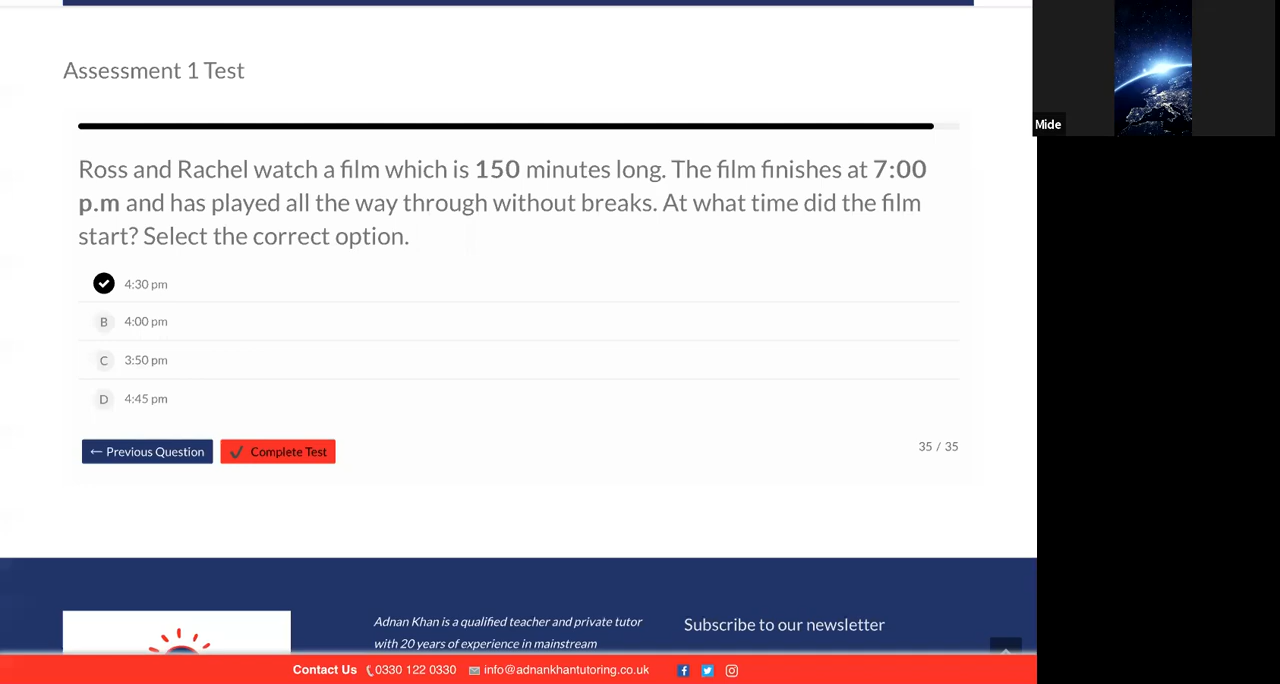 Assessment 1 Test
Mide
Ross and Rachel watch a film which is 150 minutes long. The film finishes at 7:00
p.m and has played all the way through without breaks. At what time did the film
start? Select the correct option.
4:30 pm
B 4:00 pm
C 3:50 pm
D 4:45 pm
← Previous Question
✔ Complete Test
35 / 35
Adnan Khan is a qualified teacher and private tutor
with 20 years of experience in mainstream
Subscribe to our newsletter
Contact Us 0330 122 0330 info@adnankhantutoring.co.uk